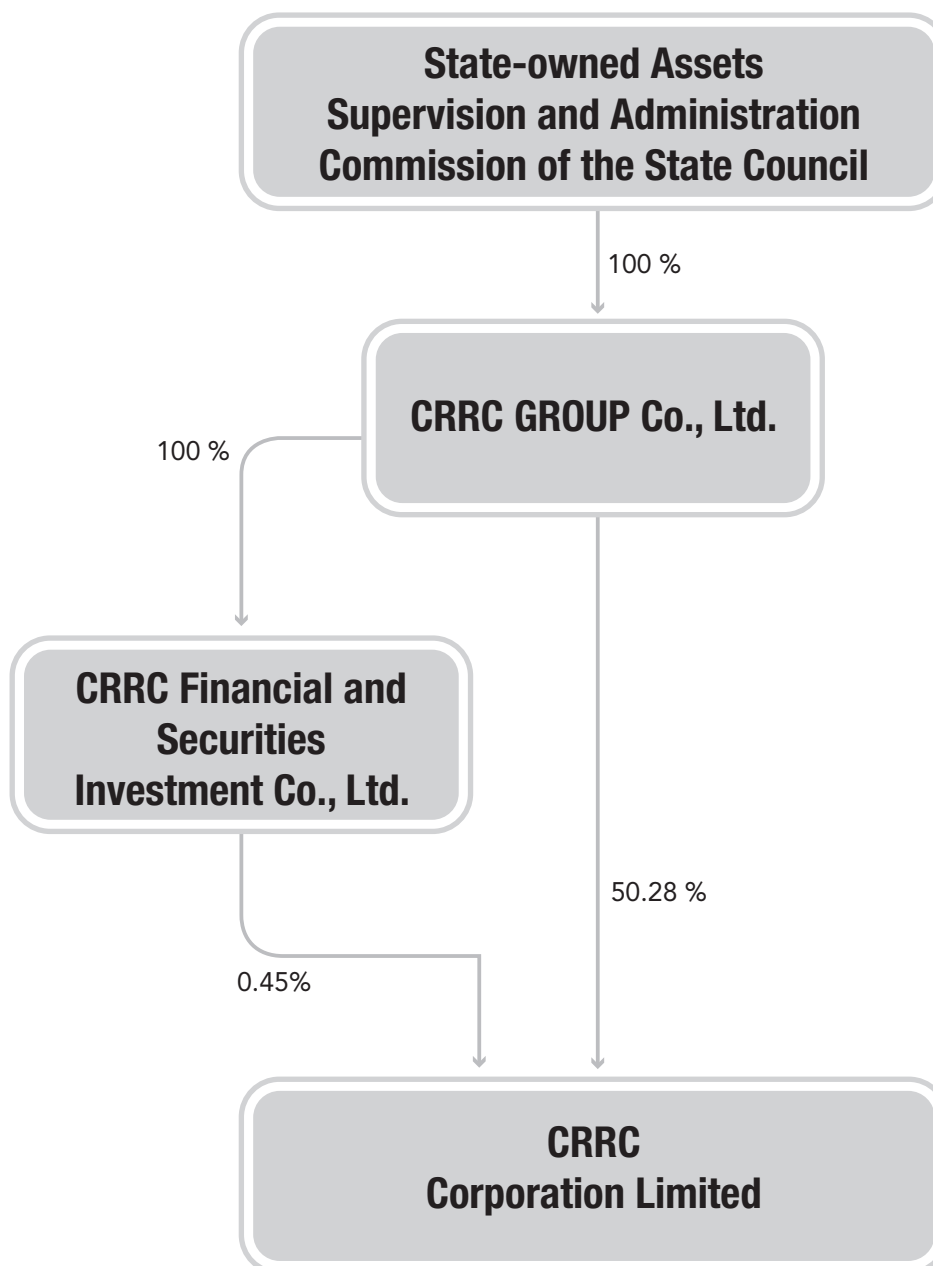 State-owned Assets
Supervision and Administration
Commission of the State Council
100 %
CRRC GROUP Co., Ltd.
100 %
CRRC Financial and
Securities
Investment Co., Ltd.
50.28 %
0.45%
CRRC
Corporation Limited